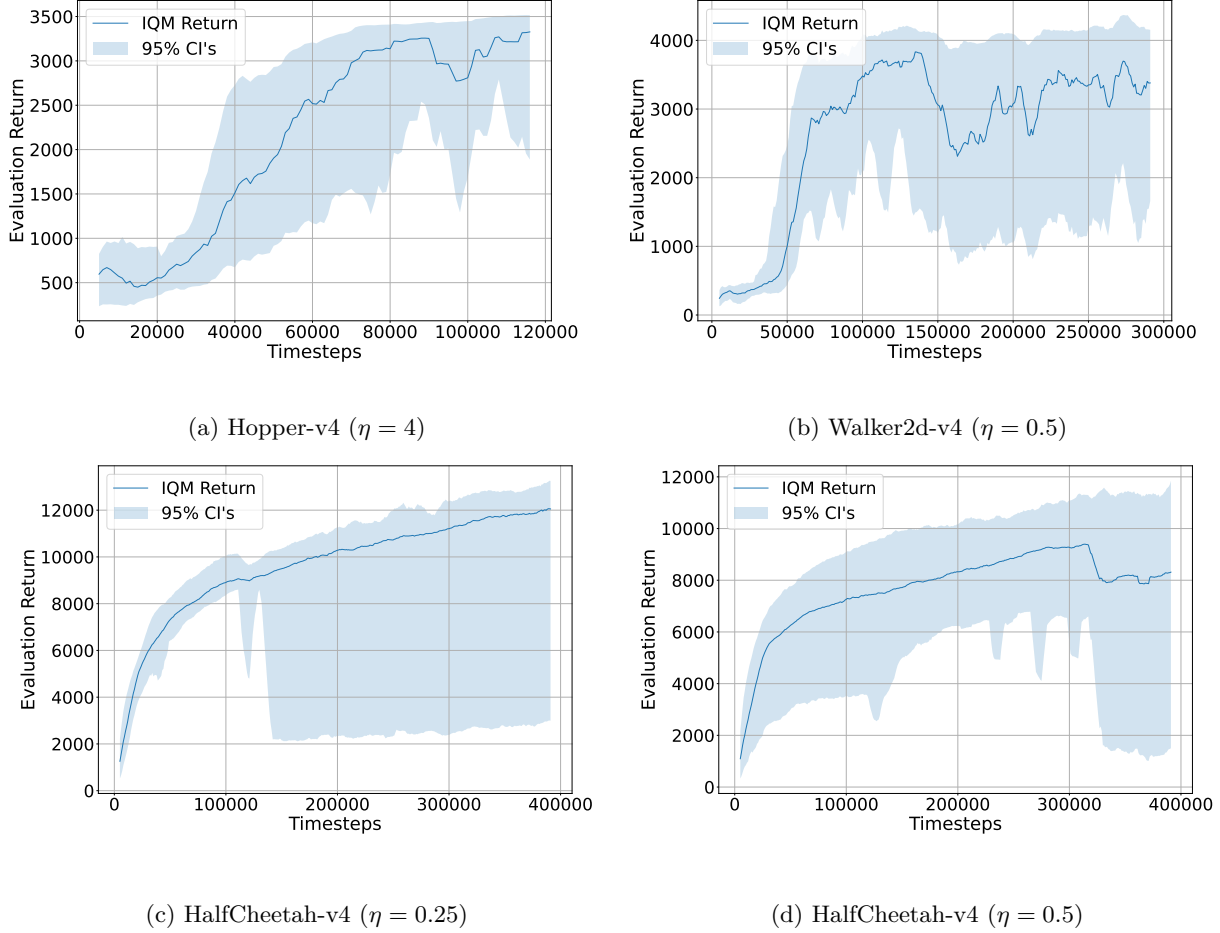 IQM Return
95% CI's
Evaluation Return
3500
3000
2500
2000
1500
1000
500
0 20000 40000 60000 80000 100000 120000
Timesteps
(a) Hopper-v4 (η = 4)
IQM Return
95% CI's
Evaluation Return
4000
3000
2000
1000
0
0 50000 100000 150000 200000 250000 300000
Timesteps
(b) Walker2d-v4 (η = 0.5)
IQM Return
95% CI's
Evaluation Return
12000
10000
8000
6000
4000
2000
0
0 100000 200000 300000 400000
Timesteps
(c) HalfCheetah-v4 (η = 0.25)
IQM Return
95% CI's
Evaluation Return
12000
10000
8000
6000
4000
2000
0
0 100000 200000 300000 400000
Timesteps
(d) HalfCheetah-v4 (η = 0.5)